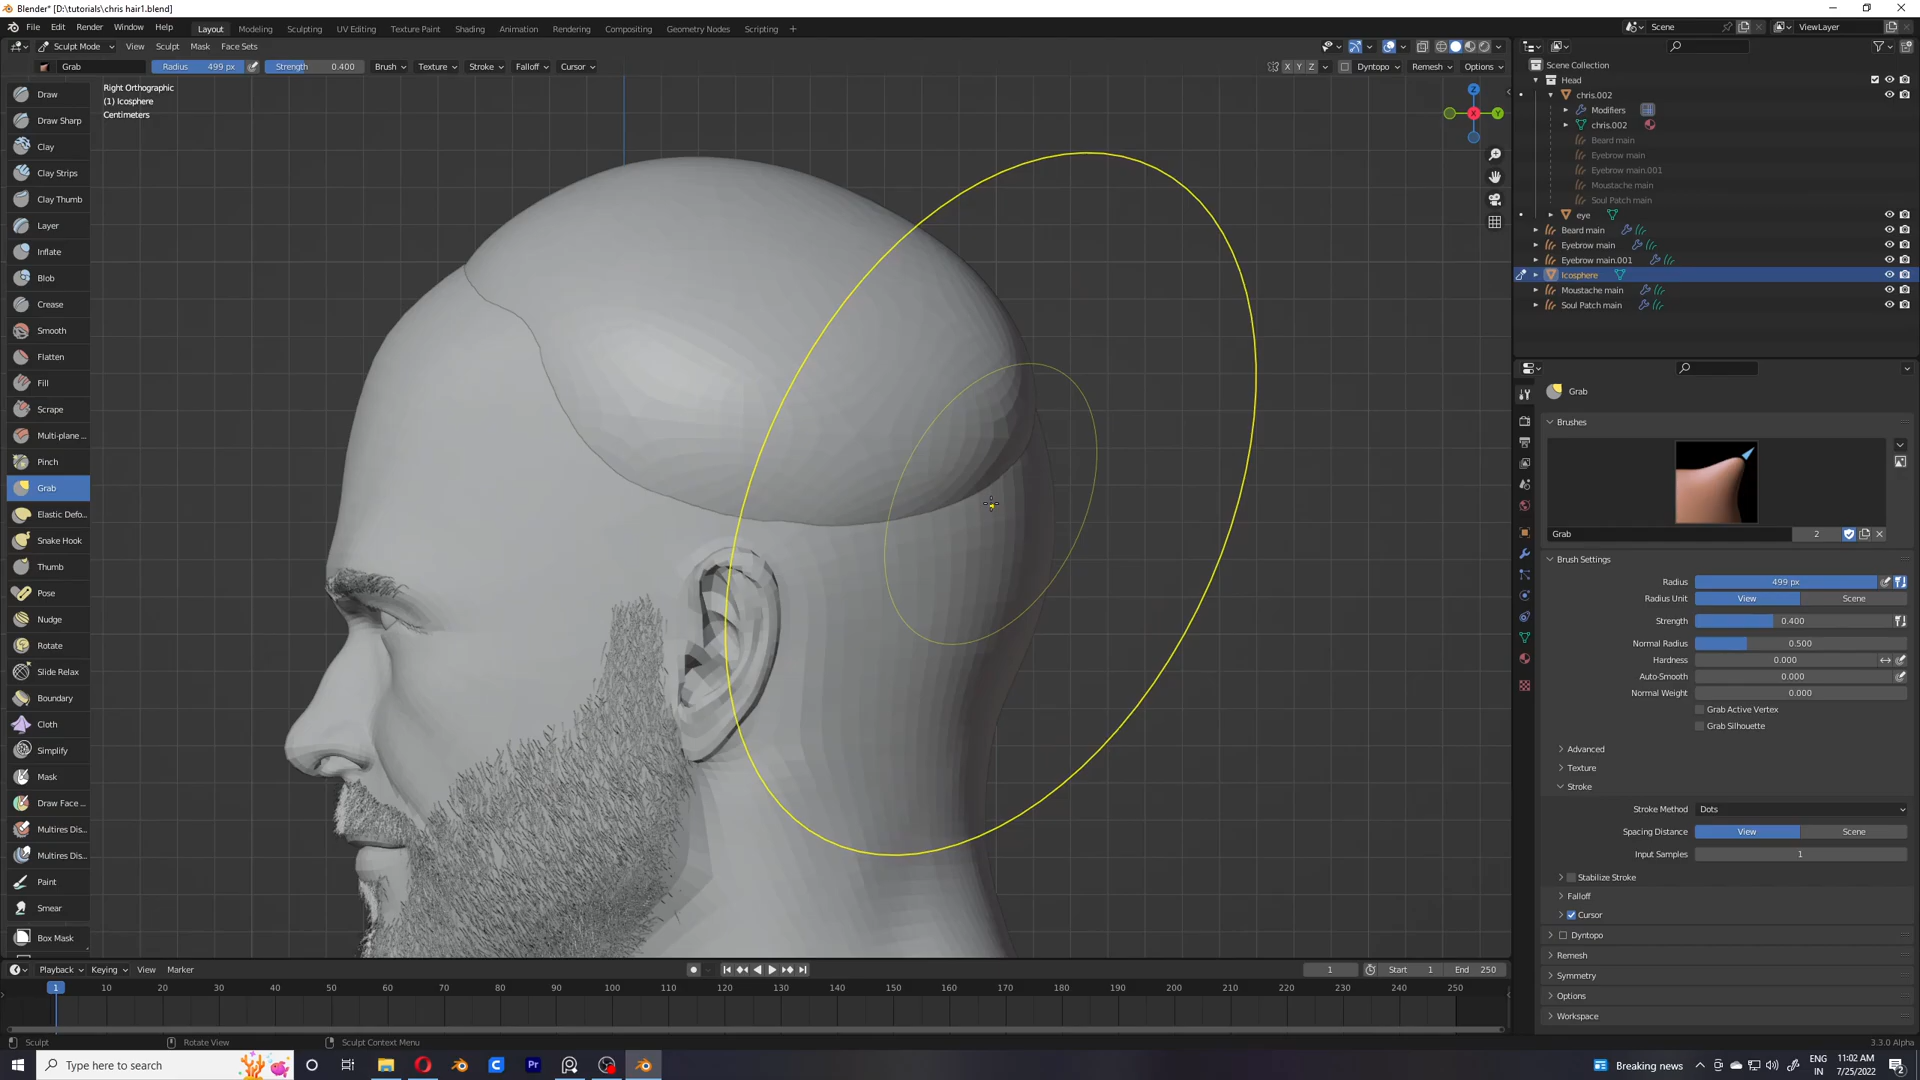 Blender* [D:\tutorials\chris hair1.blend]
File Edit Render Window Help
Layout Modeling Sculpting UV Editing Texture Paint Shading Animation Rendering Compositing Geometry Nodes Scripting +
Scene ViewLayer
Sculpt Mode View Sculpt Mask Face Sets
Grab Radius 499 px Strength 0.400 Brush Texture Stroke Falloff Cursor X Y Z Dyntopo Remesh Options
Right Orthographic
(1) Icosphere
Centimeters
Draw
Draw Sharp
Clay
Clay Strips
Clay Thumb
Layer
Inflate
Blob
Crease
Smooth
Flatten
Fill
Scrape
Multi-plane ...
Pinch
Grab
Elastic Defo...
Snake Hook
Thumb
Pose
Nudge
Rotate
Slide Relax
Boundary
Cloth
Simplify
Mask
Draw Face ...
Multires Dis...
Multires Dis...
Paint
Smear
Box Mask
Z
Y
X
Scene Collection
Head
chris.002
Modifiers
chris.002
Beard main
Eyebrow main
Eyebrow main.001
Moustache main
Soul Patch main
eye
Beard main
Eyebrow main
Eyebrow main.001
Icosphere
Moustache main
Soul Patch main
Grab
Brushes
Grab 2
Brush Settings
Radius 499 px
Radius Unit View Scene
Strength 0.400
Normal Radius 0.500
Hardness 0.000
Auto-Smooth 0.000
Normal Weight 0.000
Grab Active Vertex
Grab Silhouette
Advanced
Texture
Stroke
Stroke Method Dots
Spacing Distance View Scene
Input Samples 1
Stabilize Stroke
Falloff
Cursor
Dyntopo
Remesh
Symmetry
Options
Workspace
Playback Keying View Marker 1 Start 1 End 250
1 10 20 30 40 50 60 70 80 90 100 110 120 130 140 150 160 170 180 190 200 210 220 230 240 250
Sculpt Rotate View Sculpt Context Menu 3.3.0 Alpha
Type here to search Pr Breaking news ENG IN 11:02 AM 7/25/2022 2